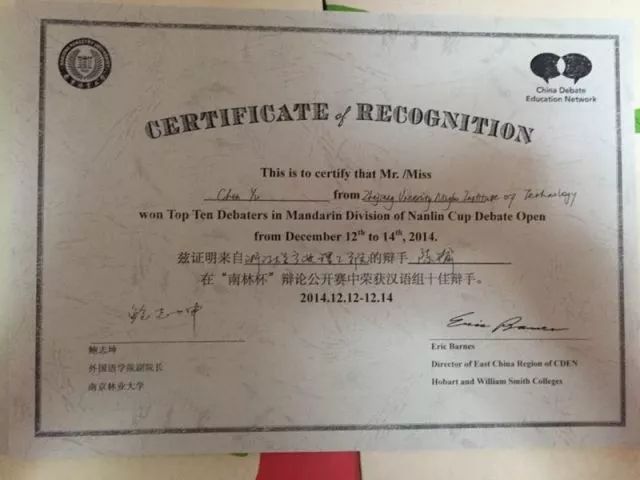 China Debate
Education Network
CERTIFICATE of RECOGNITION
This is to certify that Mr. /Miss
Chen Yu from Zhejiang University Ningbo Institute of Technology
won Top Ten Debaters in Mandarin Division of Nanlin Cup Debate Open
from December 12th to 14th, 2014.
兹证明来自浙江大学宁波理工学院的辩手 陈
在“南林杯”辩论公开赛中荣获汉语组十佳辩手。
2014.12.12-12.14
鲍志坤
Eric Barnes
鲍志坤
外国语学院副院长
南京林业大学
Eric Barnes
Director of East China Region of CDEN
Hobart and William Smith Colleges